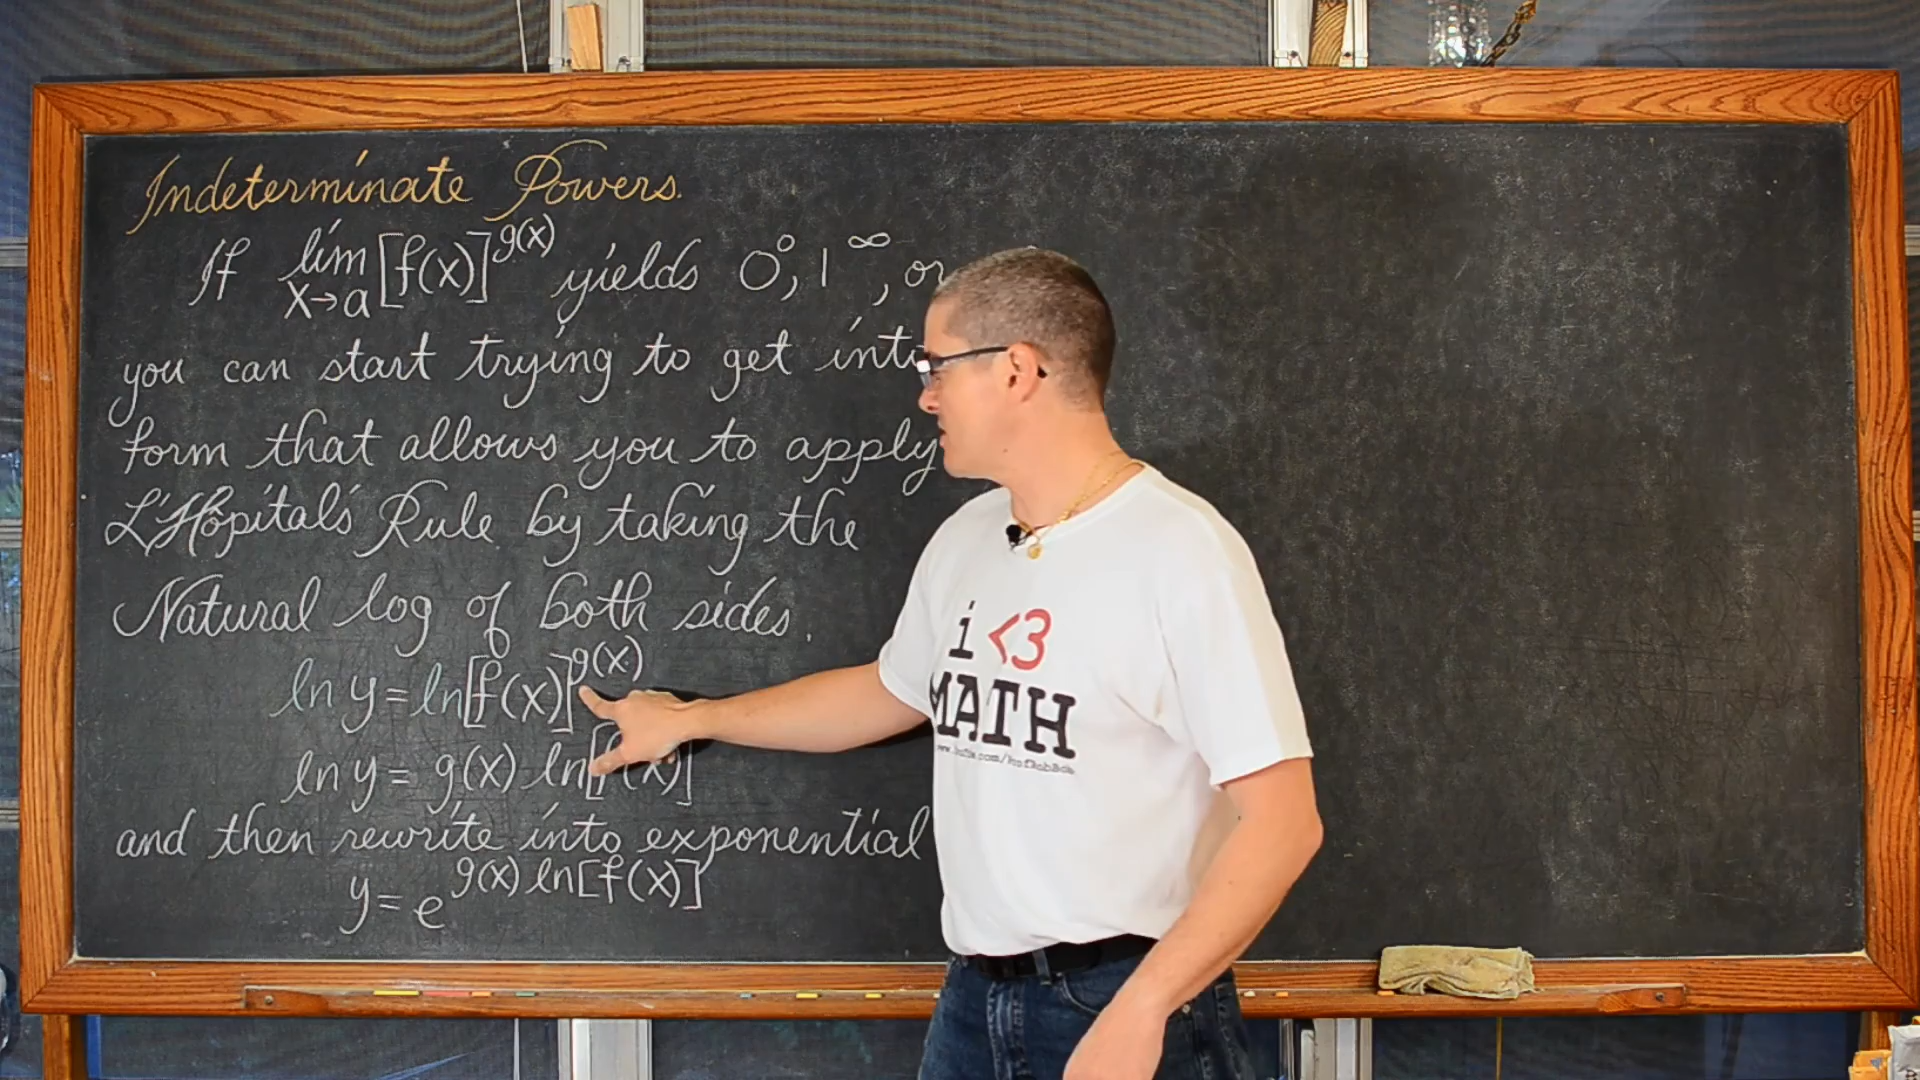 Indeterminate Powers.
If lim x→a [f(x)]^g(x) yields 0^0, 1^∞, or
you can start trying to get into
form that allows you to apply
L'Hôpital's Rule by taking the
Natural log of both sides.
ln y = ln[f(x)]^g(x)
ln y = g(x) ln[f(x)]
and then rewrite into exponential
y = e^g(x) ln[f(x)]
i <3
MATH